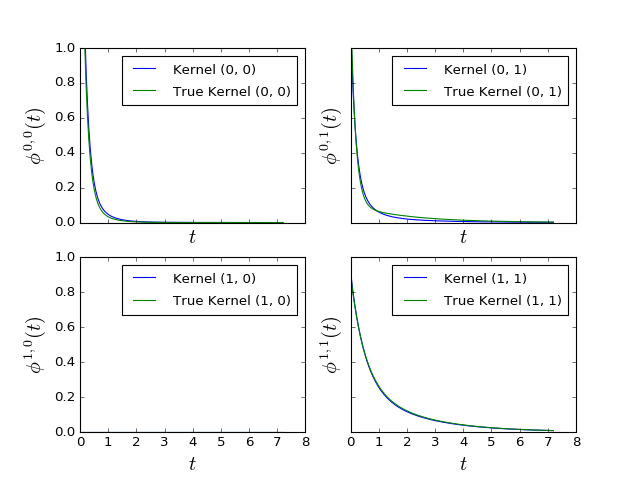 1.0
0.8
0.6
0.4
0.2
0.0
ϕ^{0,0}(t)
Kernel (0, 0)
True Kernel (0, 0)
t
ϕ^{0,1}(t)
Kernel (0, 1)
True Kernel (0, 1)
t
1.0
0.8
0.6
0.4
0.2
0.0
ϕ^{1,0}(t)
Kernel (1, 0)
True Kernel (1, 0)
0 1 2 3 4 5 6 7 8
t
ϕ^{1,1}(t)
Kernel (1, 1)
True Kernel (1, 1)
0 1 2 3 4 5 6 7 8
t